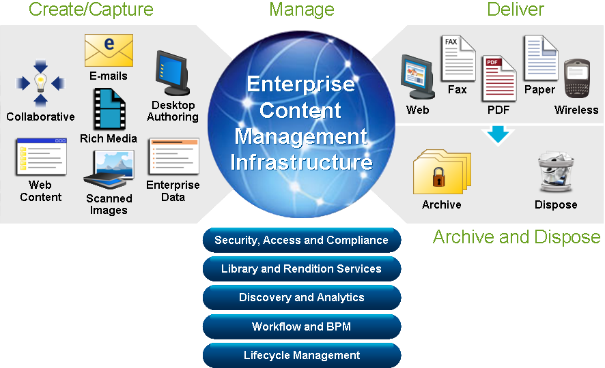 Create/Capture
Manage
Deliver
E-mails
Collaborative
Desktop
Authoring
Rich Media
Web
Content
Scanned
Images
Enterprise
Data
Enterprise
Content
Management
Infrastructure
FAX
PDF
Web
Fax
PDF
Paper
Wireless
Archive
Dispose
Archive and Dispose
Security, Access and Compliance
Library and Rendition Services
Discovery and Analytics
Workflow and BPM
Lifecycle Management